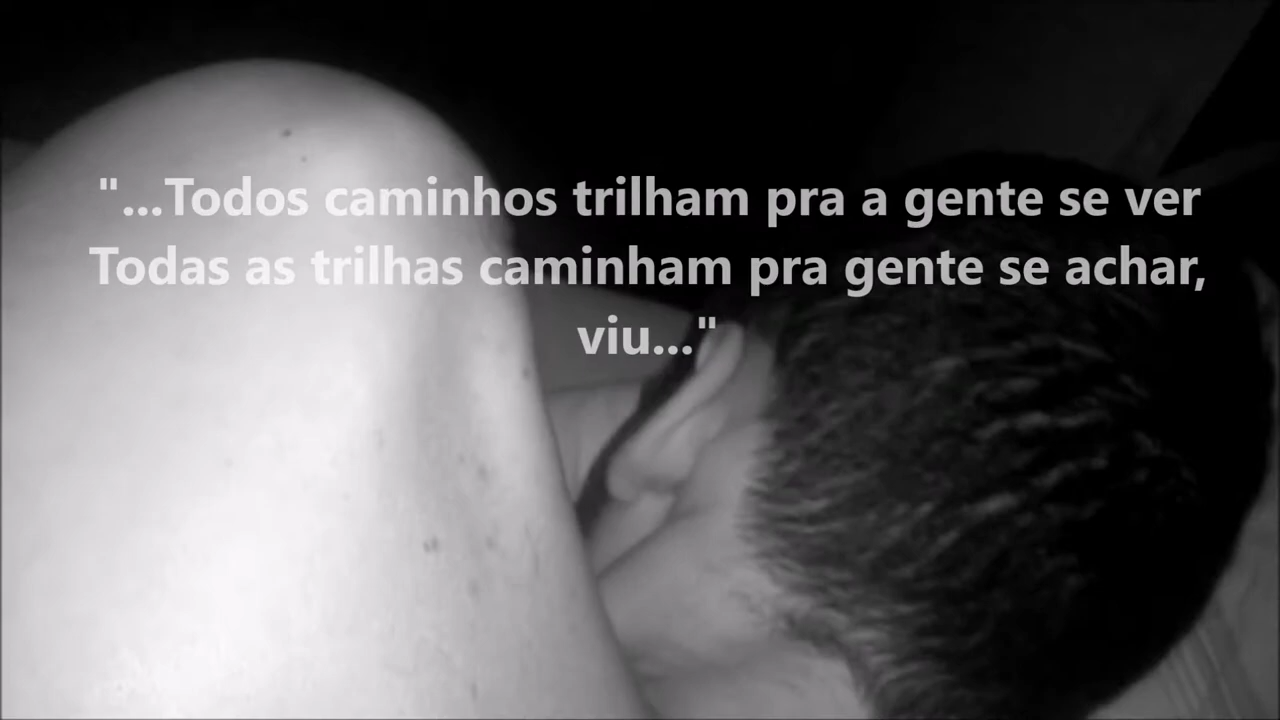 "...Todos caminhos trilham pra a gente se ver
Todas as trilhas caminham pra gente se achar,
viu..."